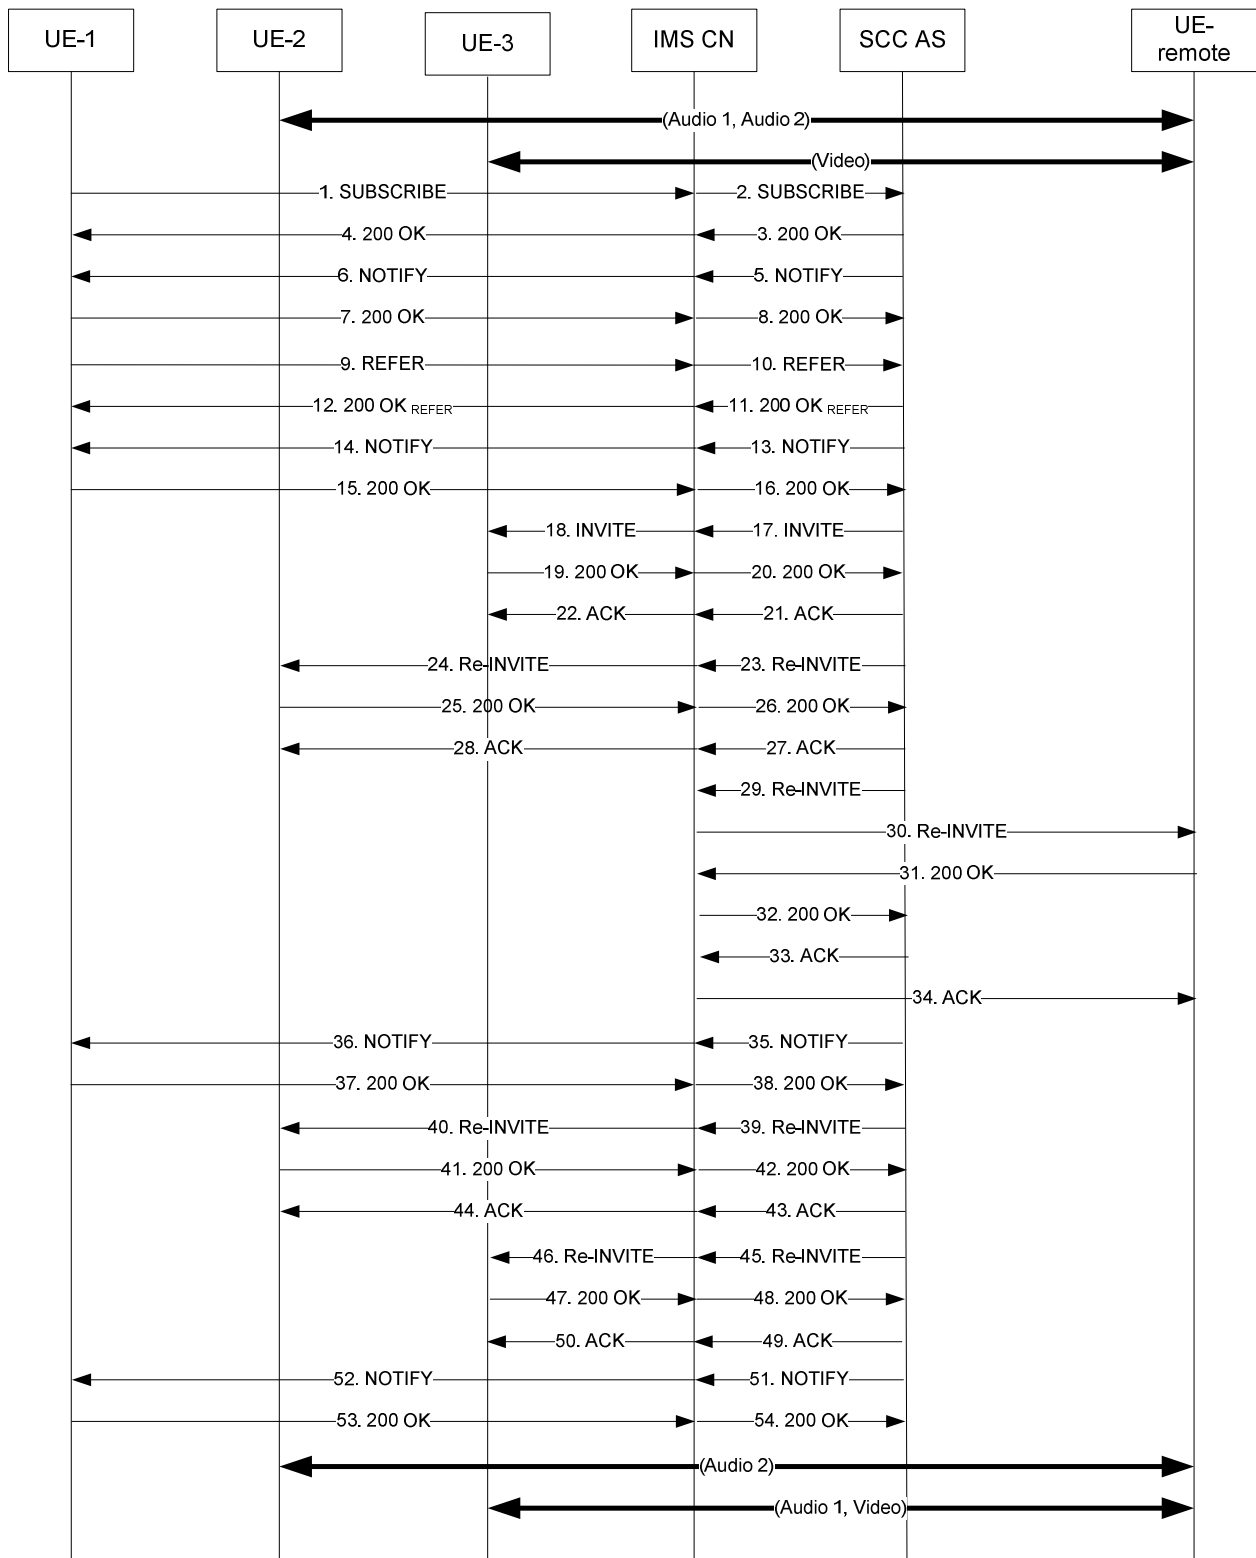 UE-1
UE-2
UE-3
IMS CN
SCC AS
UE-
remote
(Audio 1, Audio 2)
(Video)
1. SUBSCRIBE
2. SUBSCRIBE
4. 200 OK
3. 200 OK
6. NOTIFY
5. NOTIFY
7. 200 OK
8. 200 OK
9. REFER
10. REFER
12. 200 OK REFER
11. 200 OK REFER
14. NOTIFY
13. NOTIFY
15. 200 OK
16. 200 OK
18. INVITE
17. INVITE
19. 200 OK
20. 200 OK
22. ACK
21. ACK
24. Re-INVITE
23. Re-INVITE
25. 200 OK
26. 200 OK
28. ACK
27. ACK
29. Re-INVITE
30. Re-INVITE
31. 200 OK
32. 200 OK
33. ACK
34. ACK
36. NOTIFY
35. NOTIFY
37. 200 OK
38. 200 OK
40. Re-INVITE
39. Re-INVITE
41. 200 OK
42. 200 OK
44. ACK
43. ACK
46. Re-INVITE
45. Re-INVITE
47. 200 OK
48. 200 OK
50. ACK
49. ACK
52. NOTIFY
51. NOTIFY
53. 200 OK
54. 200 OK
(Audio 2)
(Audio 1, Video)